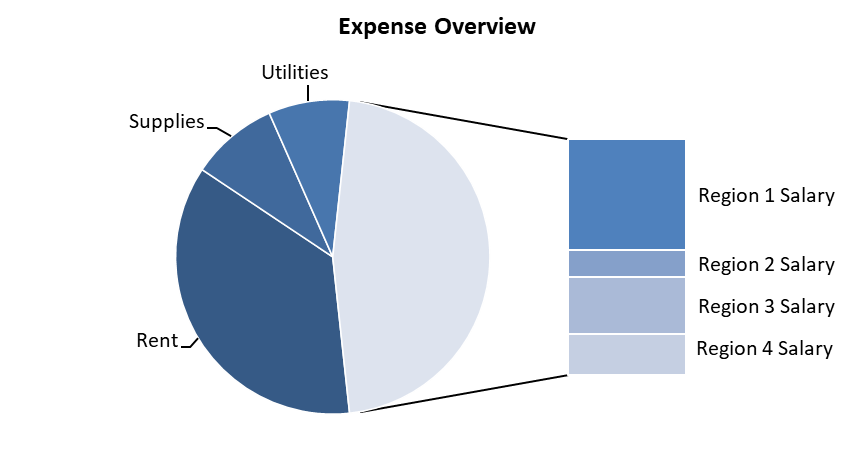 Expense Overview
Utilities
Supplies
Rent
Region 1 Salary
Region 2 Salary
Region 3 Salary
Region 4 Salary